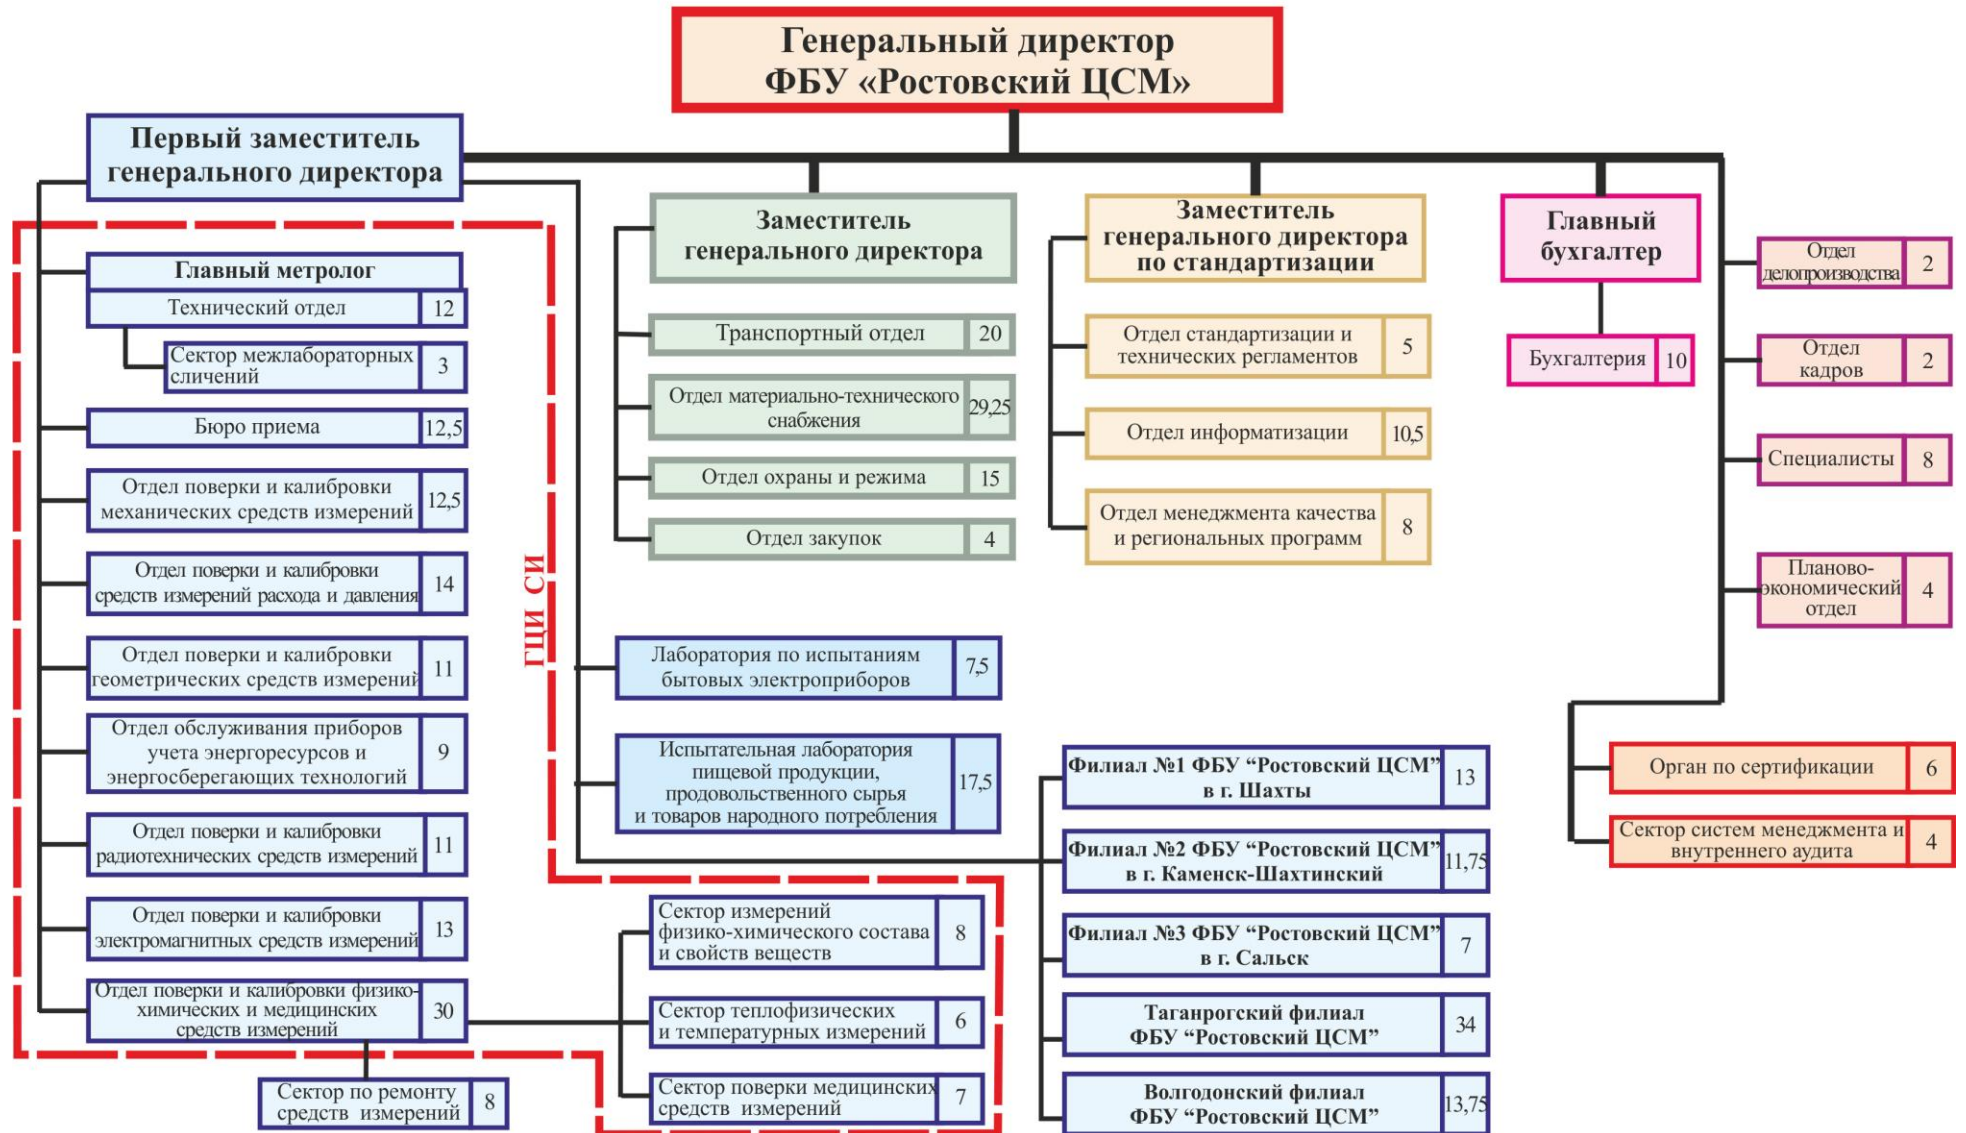 Генеральный директор
ФБУ «Ростовский ЦСМ»
Первый заместитель
генерального директора
Главный метролог
Технический отдел
12
Сектор межлабораторных
сличений
3
Бюро приема
12,5
Отдел поверки и калибровки
механических средств измерений
12,5
Отдел поверки и калибровки
средств измерений расхода и давления
14
Отдел поверки и калибровки
геометрических средств измерений
11
Отдел обслуживания приборов
учета энергоресурсов и
энергосберегающих технологий
9
Отдел поверки и калибровки
радиотехнических средств измерений
11
Отдел поверки и калибровки
электромагнитных средств измерений
13
Отдел поверки и калибровки физико-
химических и медицинских
средств измерений
30
Сектор по ремонту
средств измерений
8
ГЦИ СИ
Сектор измерений
физико-химического состава
и свойств веществ
8
Сектор теплофизических
и температурных измерений
6
Сектор поверки медицинских
средств измерений
7
Заместитель
генерального директора
Транспортный отдел
20
Отдел материально-технического
снабжения
29,25
Отдел охраны и режима
15
Отдел закупок
4
Лаборатория по испытаниям
бытовых электроприборов
7,5
Испытательная лаборатория
пищевой продукции,
продовольственного сырья
и товаров народного потребления
17,5
Заместитель
генерального директора
по стандартизации
Отдел стандартизации и
технических регламентов
5
Отдел информатизации
10,5
Отдел менеджмента качества
и региональных программ
8
Филиал №1 ФБУ “Ростовский ЦСМ”
в г. Шахты
13
Филиал №2 ФБУ “Ростовский ЦСМ”
в г. Каменск-Шахтинский
11,75
Филиал №3 ФБУ “Ростовский ЦСМ”
в г. Сальск
7
Таганрогский филиал
ФБУ “Ростовский ЦСМ”
34
Волгодонский филиал
ФБУ “Ростовский ЦСМ”
13,75
Главный
бухгалтер
Бухгалтерия
10
Отдел
делопроизводства
2
Отдел
кадров
2
Специалисты
8
Планово-
экономический
отдел
4
Орган по сертификации
6
Сектор систем менеджмента и
внутреннего аудита
4